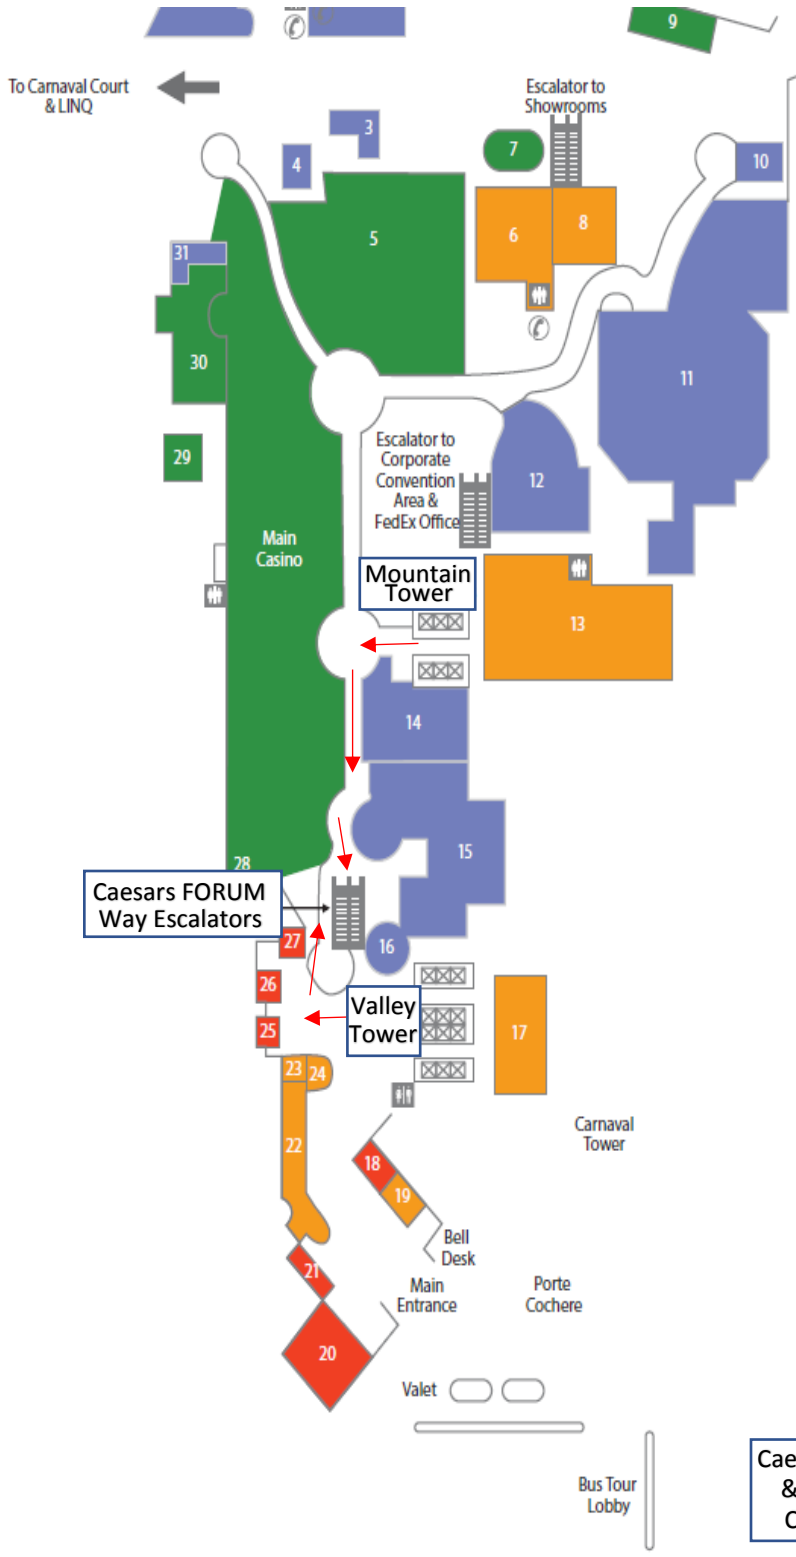 9
To Carnaval Court
& LINQ
Escalator to
Showrooms
3
4
7
10
5
6
8
31
30
11
Escalator to
Corporate
Convention
Area &
FedEx Office
29
12
Main
Casino
Mountain
Tower
13
14
15
28
Caesars FORUM
Way Escalators
27
16
26
Valley
Tower
25
17
23
24
22
Carnaval
Tower
18
19
Bell
Desk
21
Main
Entrance
Porte
Cochere
20
Valet
Cae
&
Bus Tour
Lobby